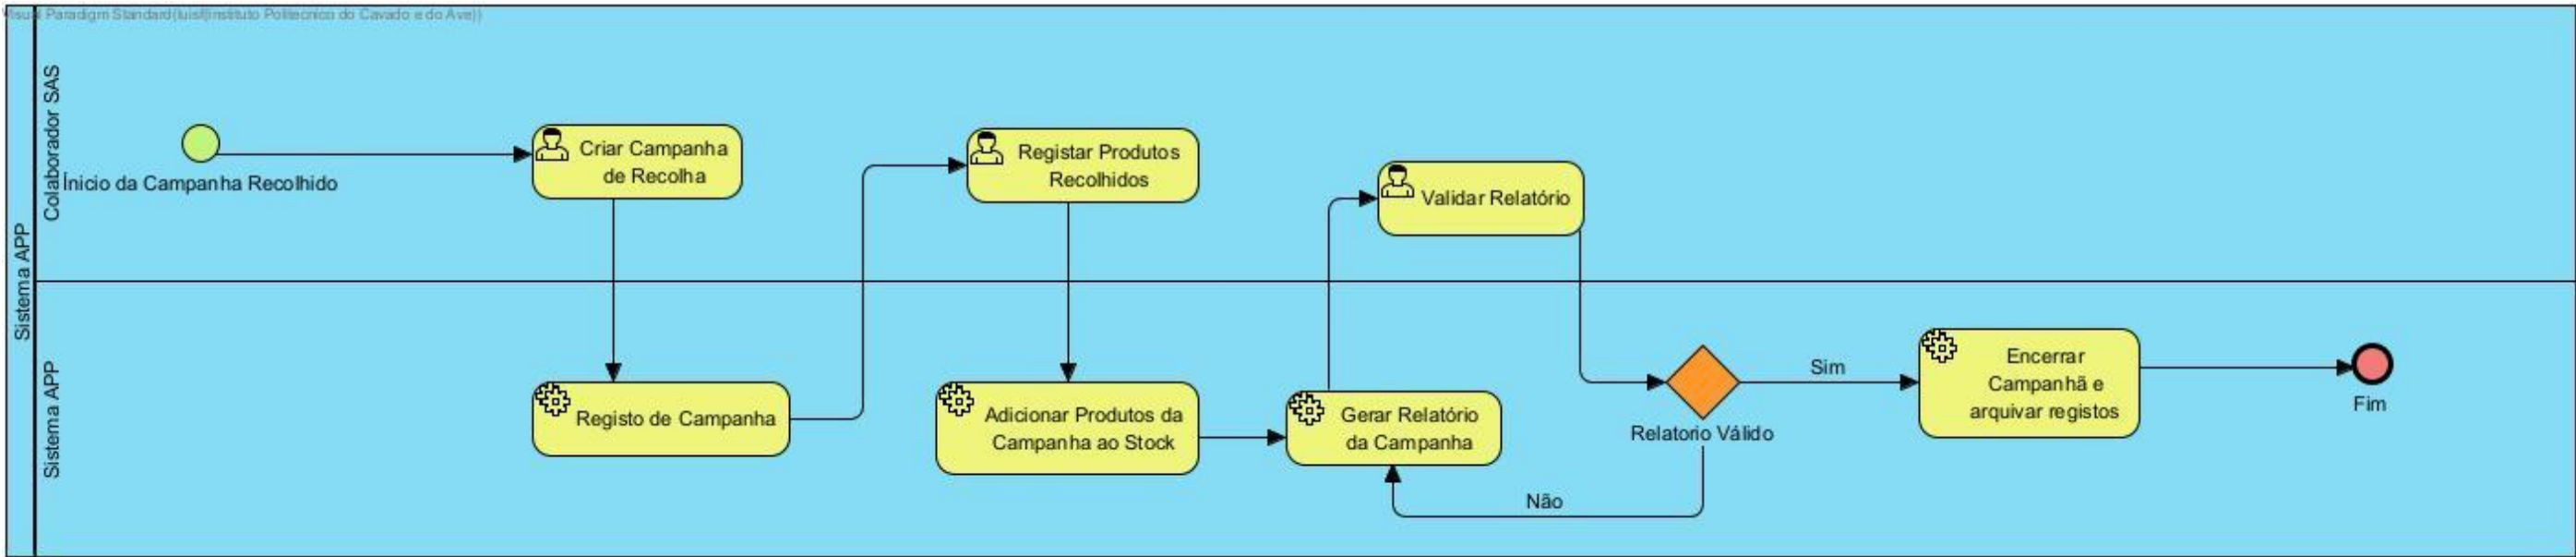 Visual Paradigm Standard(luisf(Instituto Politecnico do Cavado e do Ave))
Sistema APP
Colaborador SAS
Ínicio da Campanha Recolhido
Criar Campanha
de Recolha
Registar Produtos
Recolhidos
Validar Relatório
Sistema APP
Registo de Campanha
Adicionar Produtos da
Campanha ao Stock
Gerar Relatório
da Campanha
Relatorio Válido
Sim
Não
Encerrar
Campanhã e
arquivar registos
Fim